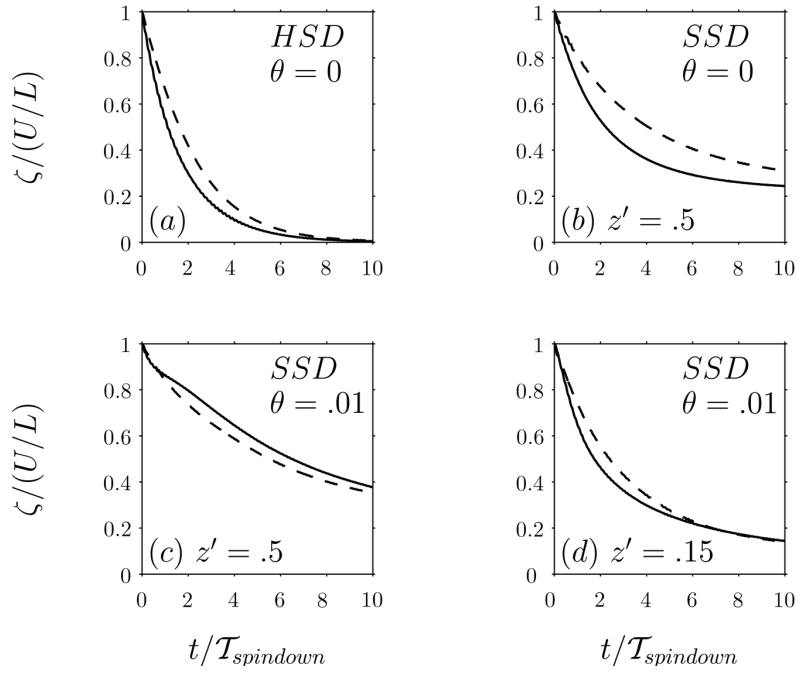 ζ/(U/L)
1
0.8
0.6
0.4
0.2
0
HSD
θ = 0
(a)
0 2 4 6 8 10
1
0.8
0.6
0.4
0.2
0
SSD
θ = 0
(b) z′ = .5
0 2 4 6 8 10
ζ/(U/L)
1
0.8
0.6
0.4
0.2
0
SSD
θ = .01
(c) z′ = .5
0 2 4 6 8 10
t/𝒯spindown
1
0.8
0.6
0.4
0.2
0
SSD
θ = .01
(d) z′ = .15
0 2 4 6 8 10
t/𝒯spindown